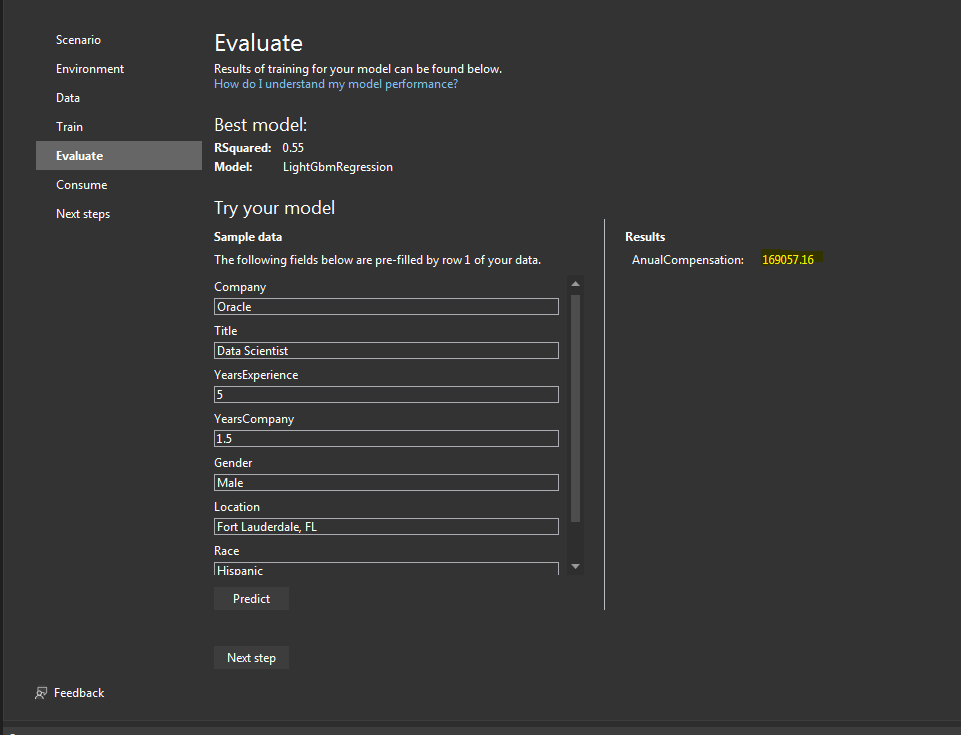 Scenario
Environment
Data
Train
Evaluate
Consume
Next steps
Feedback
Evaluate
Results of training for your model can be found below.
How do I understand my model performance?
Best model:
RSquared: 0.55
Model: LightGbmRegression
Try your model
Sample data
The following fields below are pre-filled by row 1 of your data.
Company
Oracle
Title
Data Scientist
YearsExperience
5
YearsCompany
1.5
Gender
Male
Location
Fort Lauderdale, FL
Race
Hispanic
Predict
Next step
Results
AnualCompensation: 169057.16